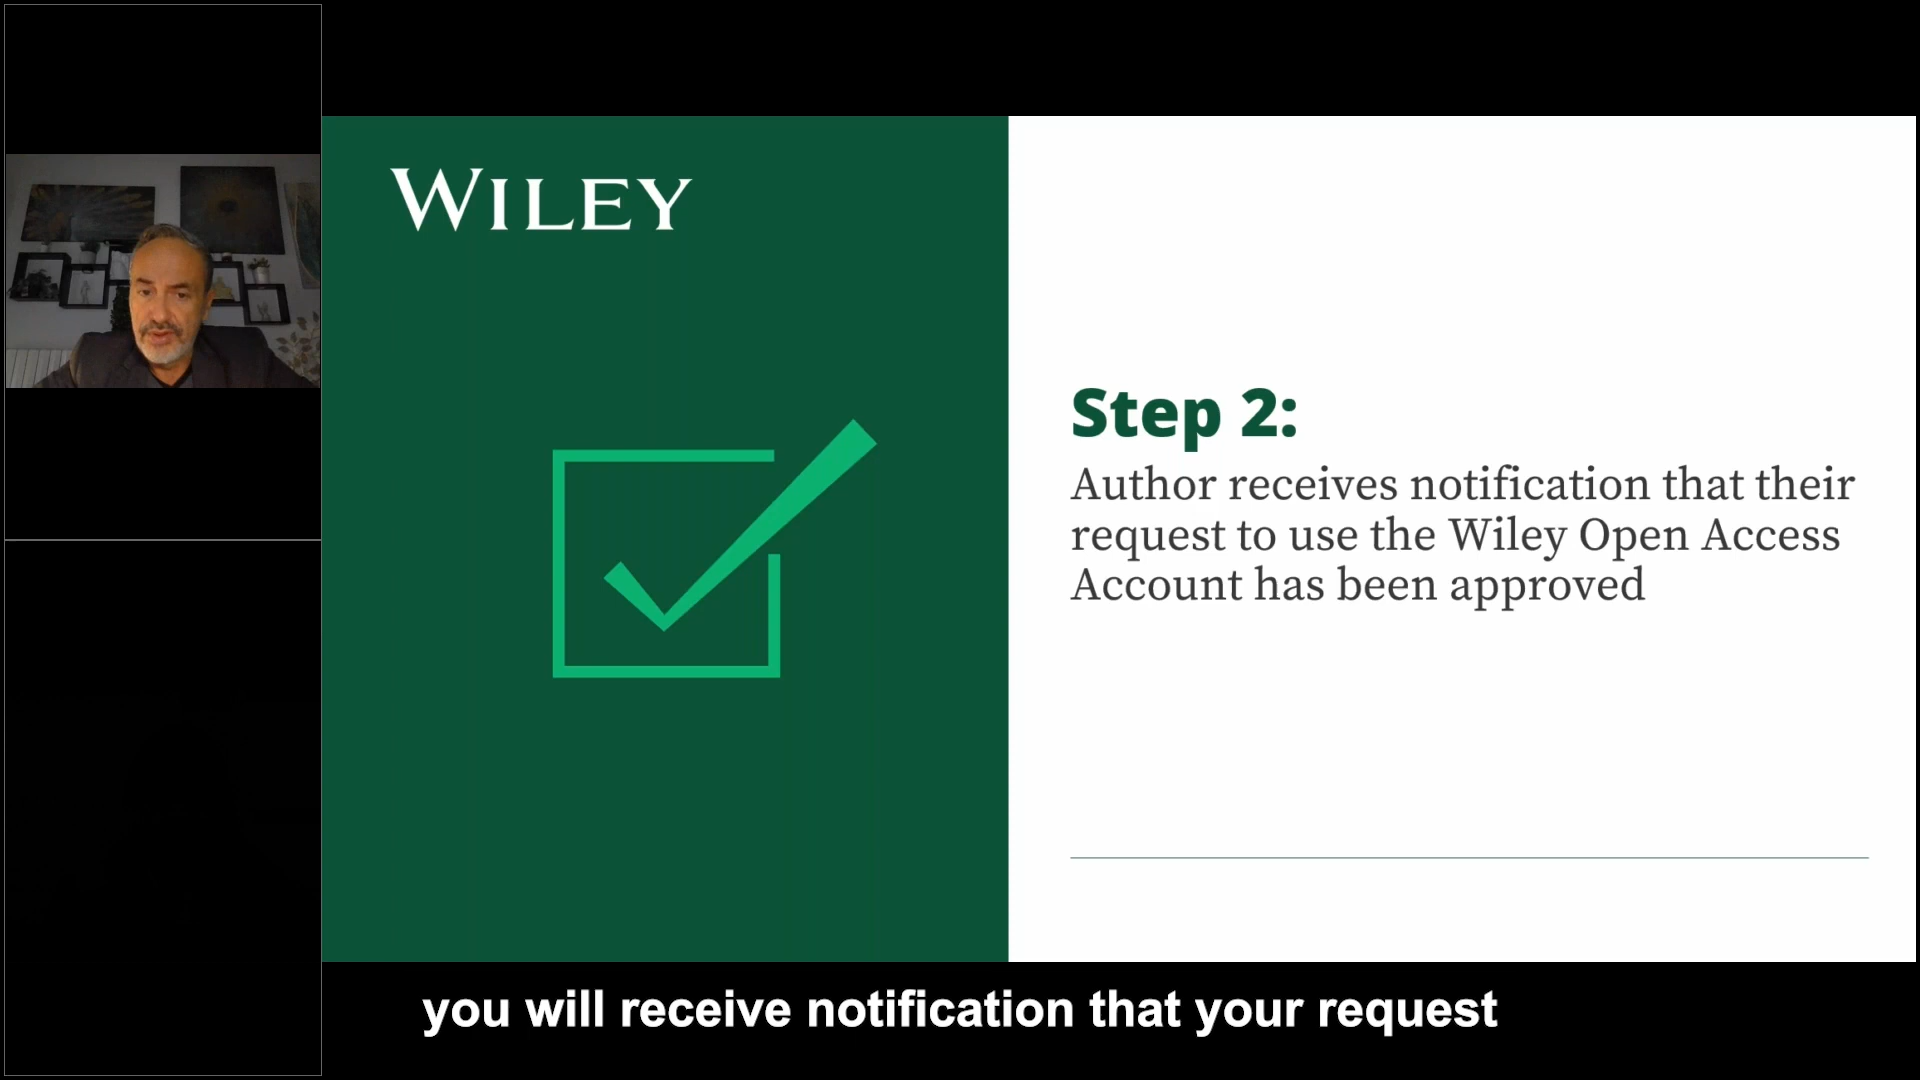 WILEY
Step 2:
Author receives notification that their
request to use the Wiley Open Access
Account has been approved
you will receive notification that your request